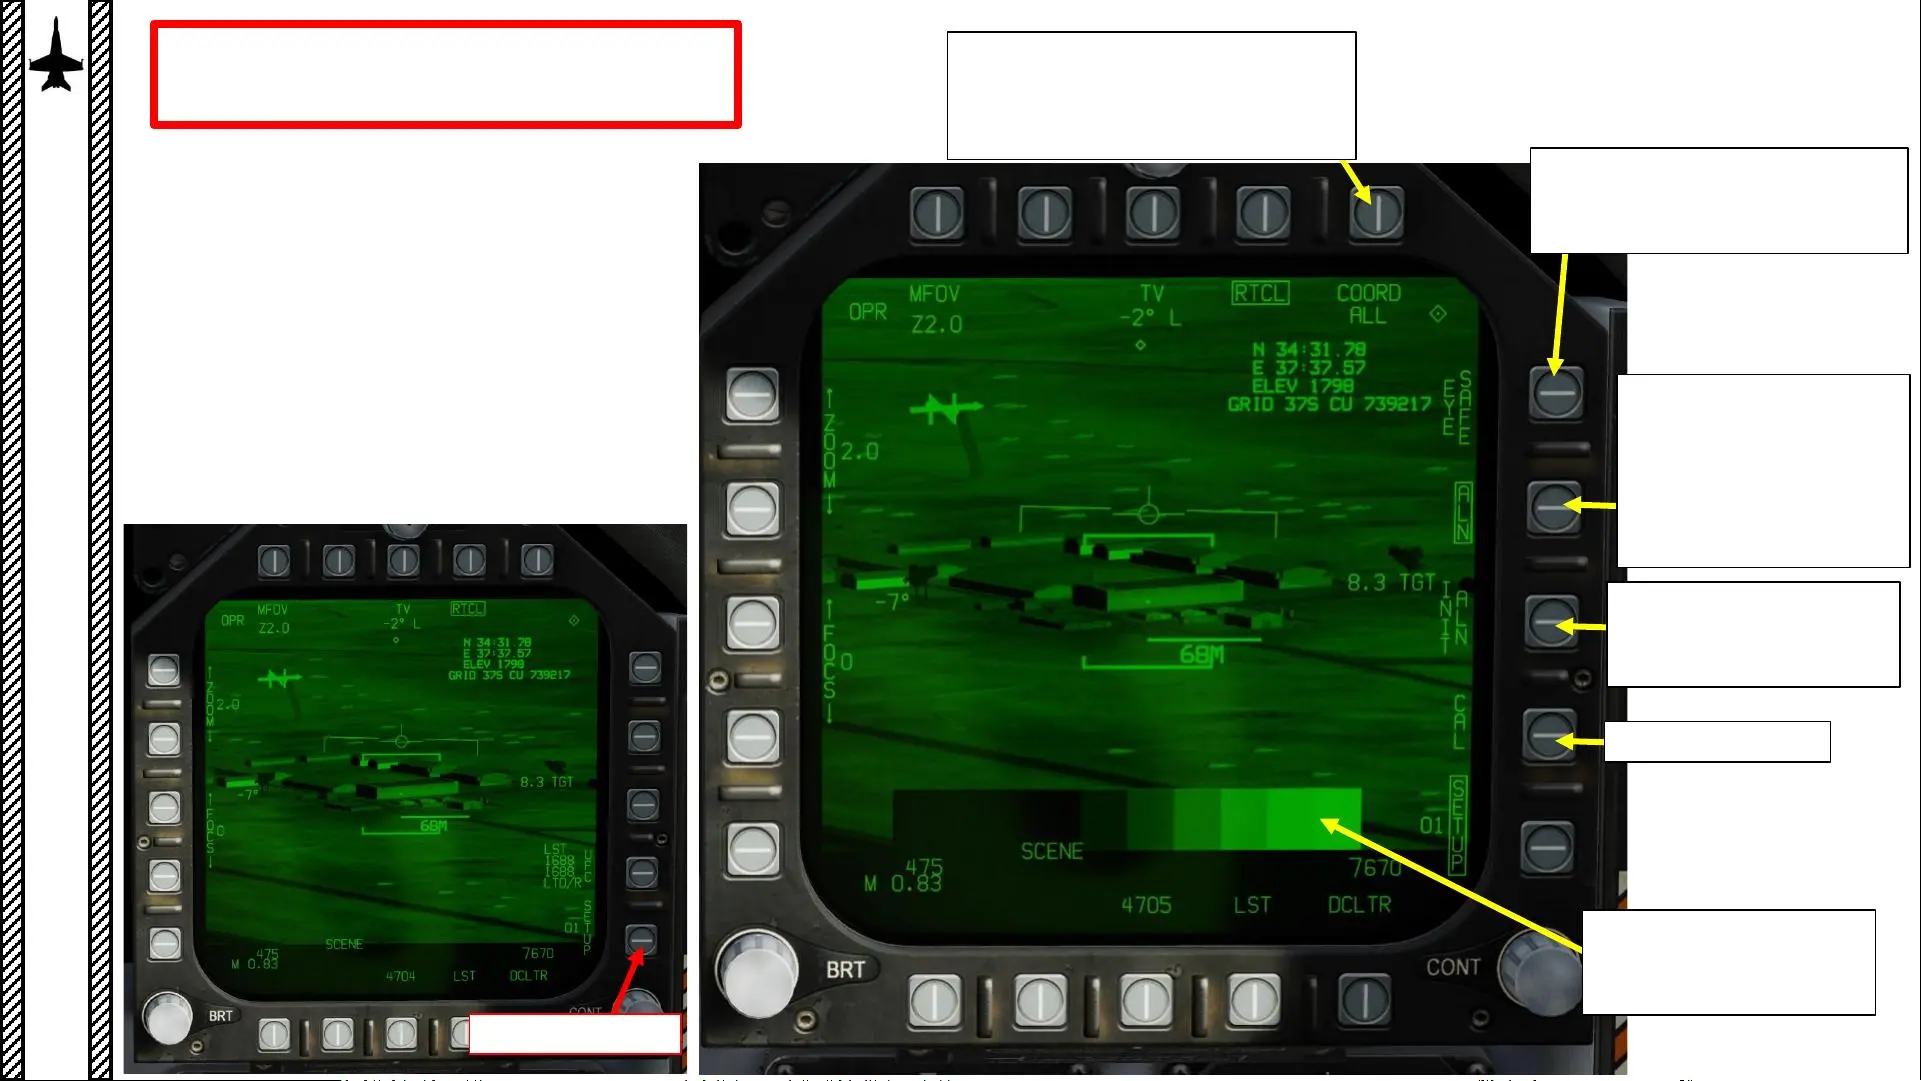 MFOV
TV
RTCL
COORD
OPR
Z2.0
-2° L
ALL
N 34:31.78
E 37:37.57
ELEV 1798
GRID 37S CU 739217
SAFE
EYE
ZOOM
2.0
ALN
8.3 TGT
-7°
ALN
INIT
FOCS
0
68M
CAL
SETUP
01
SCENE
475
M 0.83
7670
4705
LST
DCLTR
BRT
CONT
MFOV
TV
RTCL
OPR
Z2.0
-2° L
N 34:31.78
E 37:37.57
ELEV 1798
GRID 37S CU 739217
ZOOM
2.0
8.3 TGT
-7°
FOCS
0
68M
LST
1688
1688
LTD/R
UFC
SETUP
01
SCENE
475
M 0.83
7670
4704
LST
DCLTR
BRT